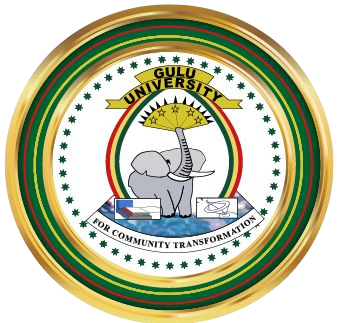 GULU
UNIVERSITY
FOR COMMUNITY TRANSFORMATION